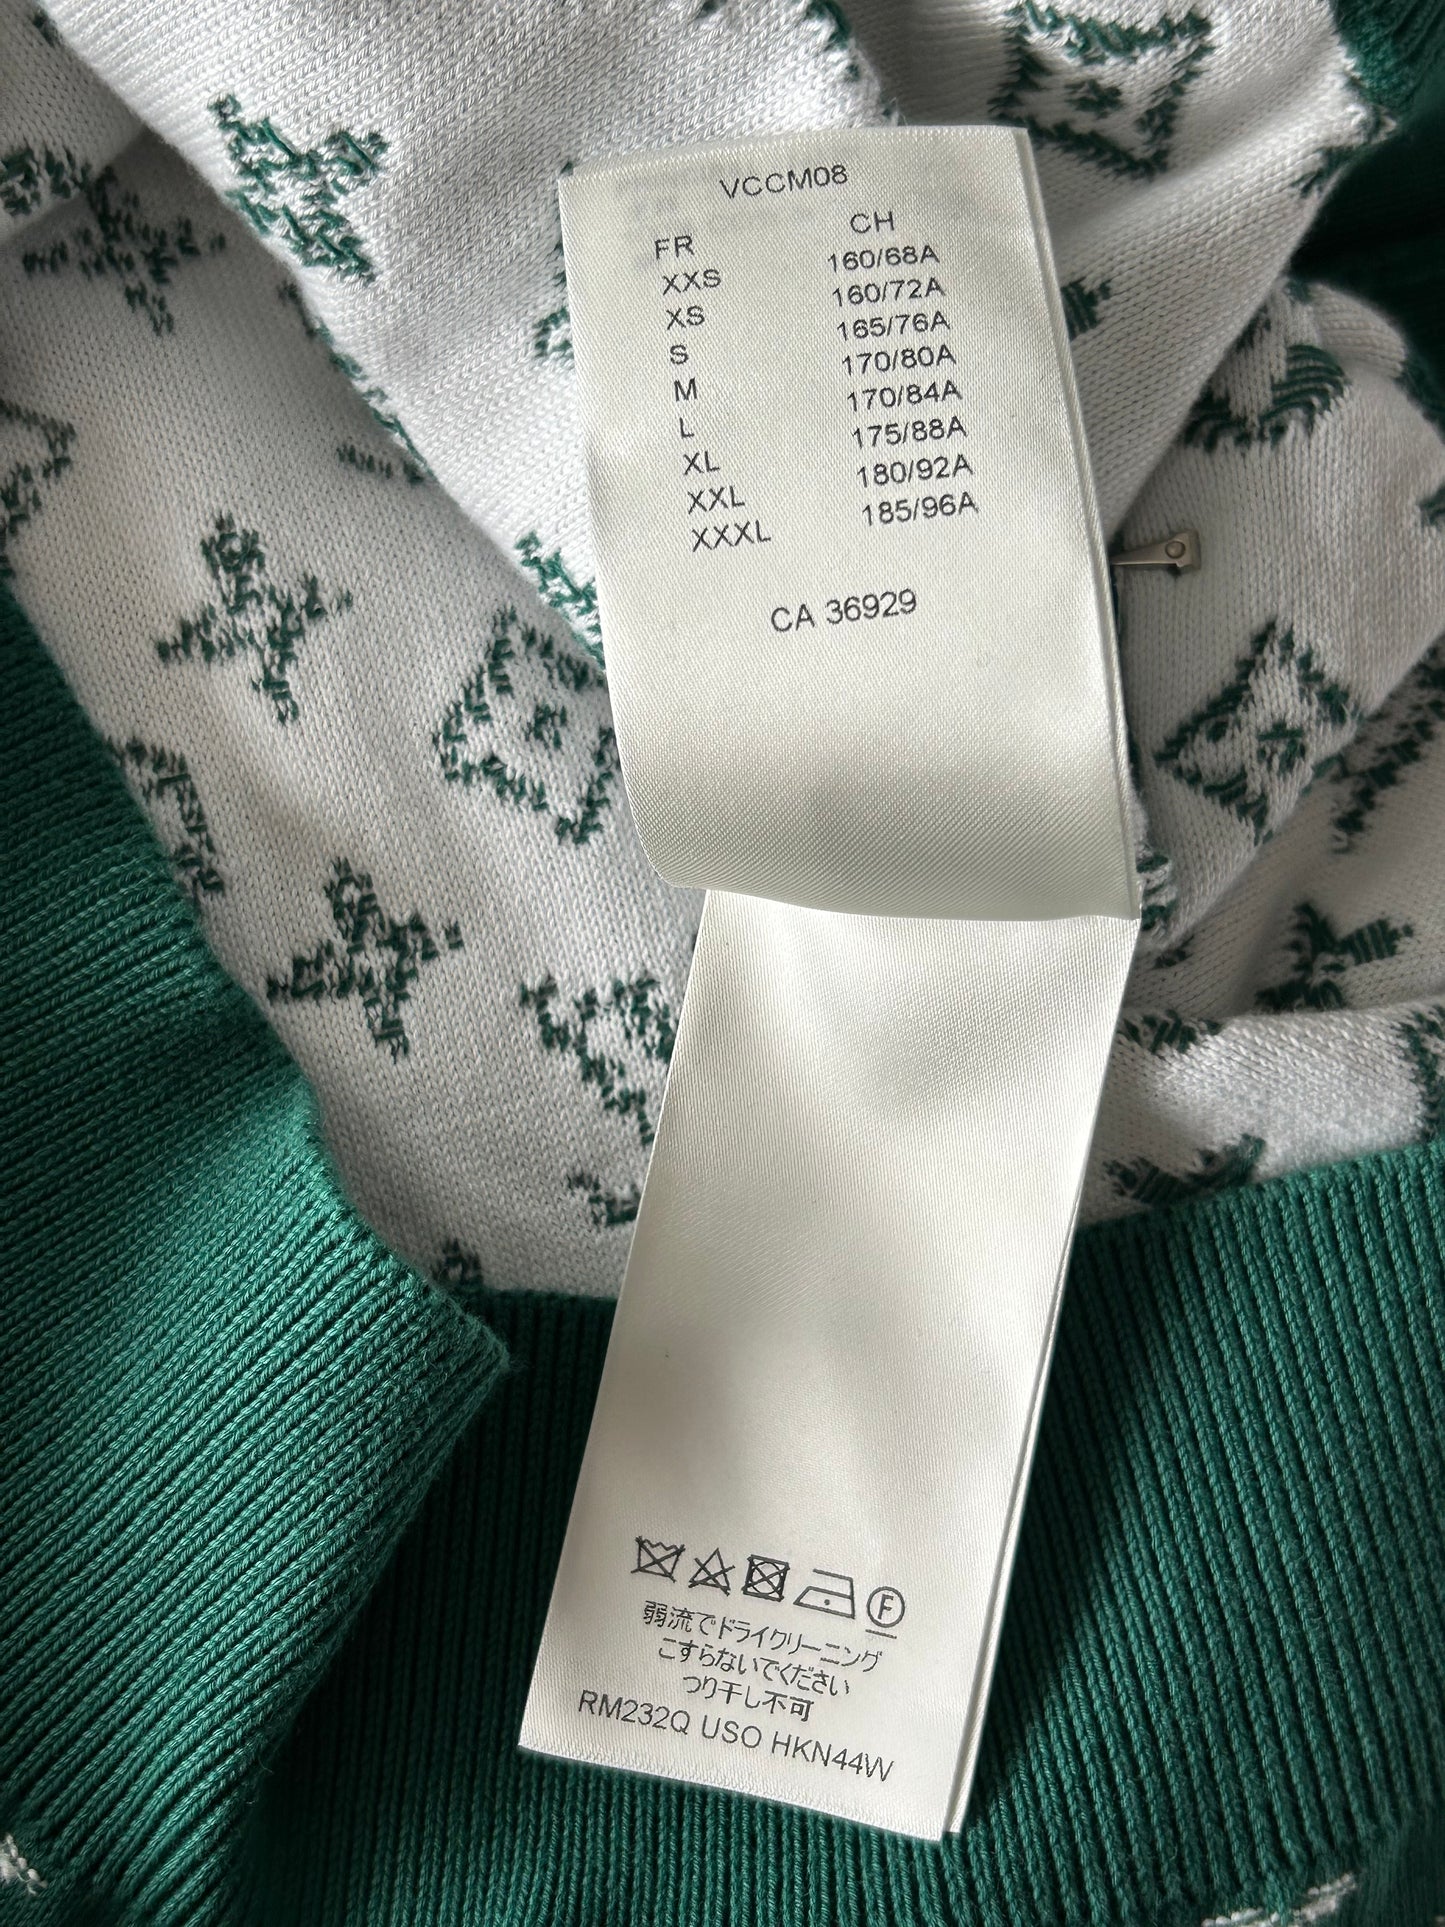 VCCM08
FR CH
XXS 160/68A
XS 160/72A
S 165/76A
M 170/80A
L 170/84A
XL 175/88A
XXL 180/92A
XXXL 185/96A
CA 36929
F
弱流でドライクリーニング
こすらないでください
つり干し不可
RM232Q USO HKN44W